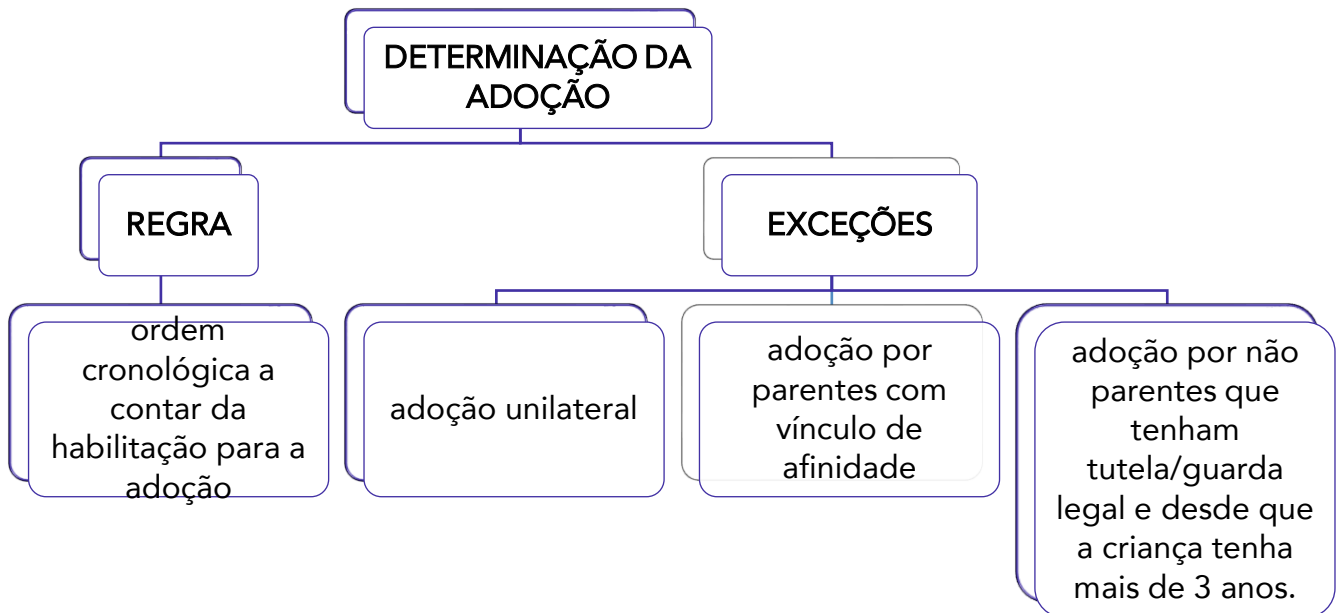 DETERMINAÇÃO DA
ADOÇÃO
REGRA
EXCEÇÕES
ordem
cronológica a
contar da
habilitação para a
adoção
adoção unilateral
adoção por
parentes com
vínculo de
afinidade
adoção por não
parentes que
tenham
tutela/guarda
legal e desde que
a criança tenha
mais de 3 anos.